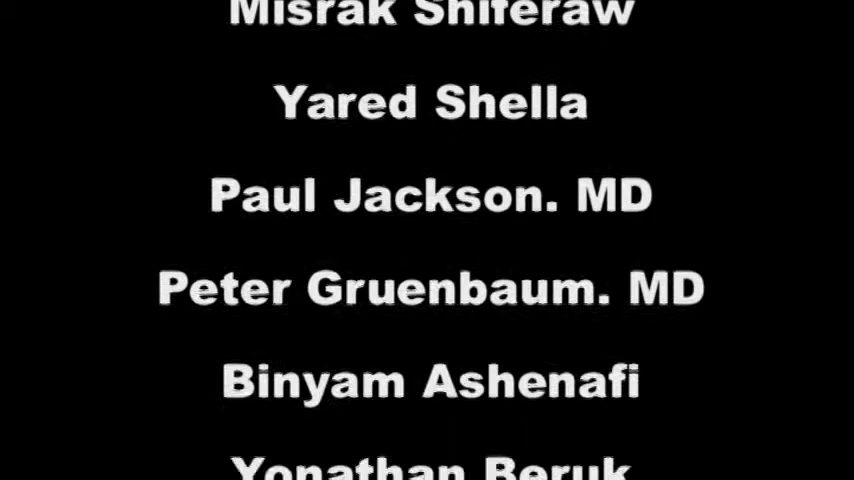 Misrak Shiferaw
Yared Shella
Paul Jackson. MD
Peter Gruenbaum. MD
Binyam Ashenafi
Yonathan Beruk